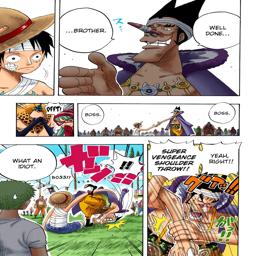 WELL
DONE...
...BROTHER.
BOSS.
BOSS.
PFFT!
YEAH,
RIGHT!!
SUPER
VENGEANCE
SHOULDER
THROW!!
BOSS!!
WHAT AN
IDIOT.